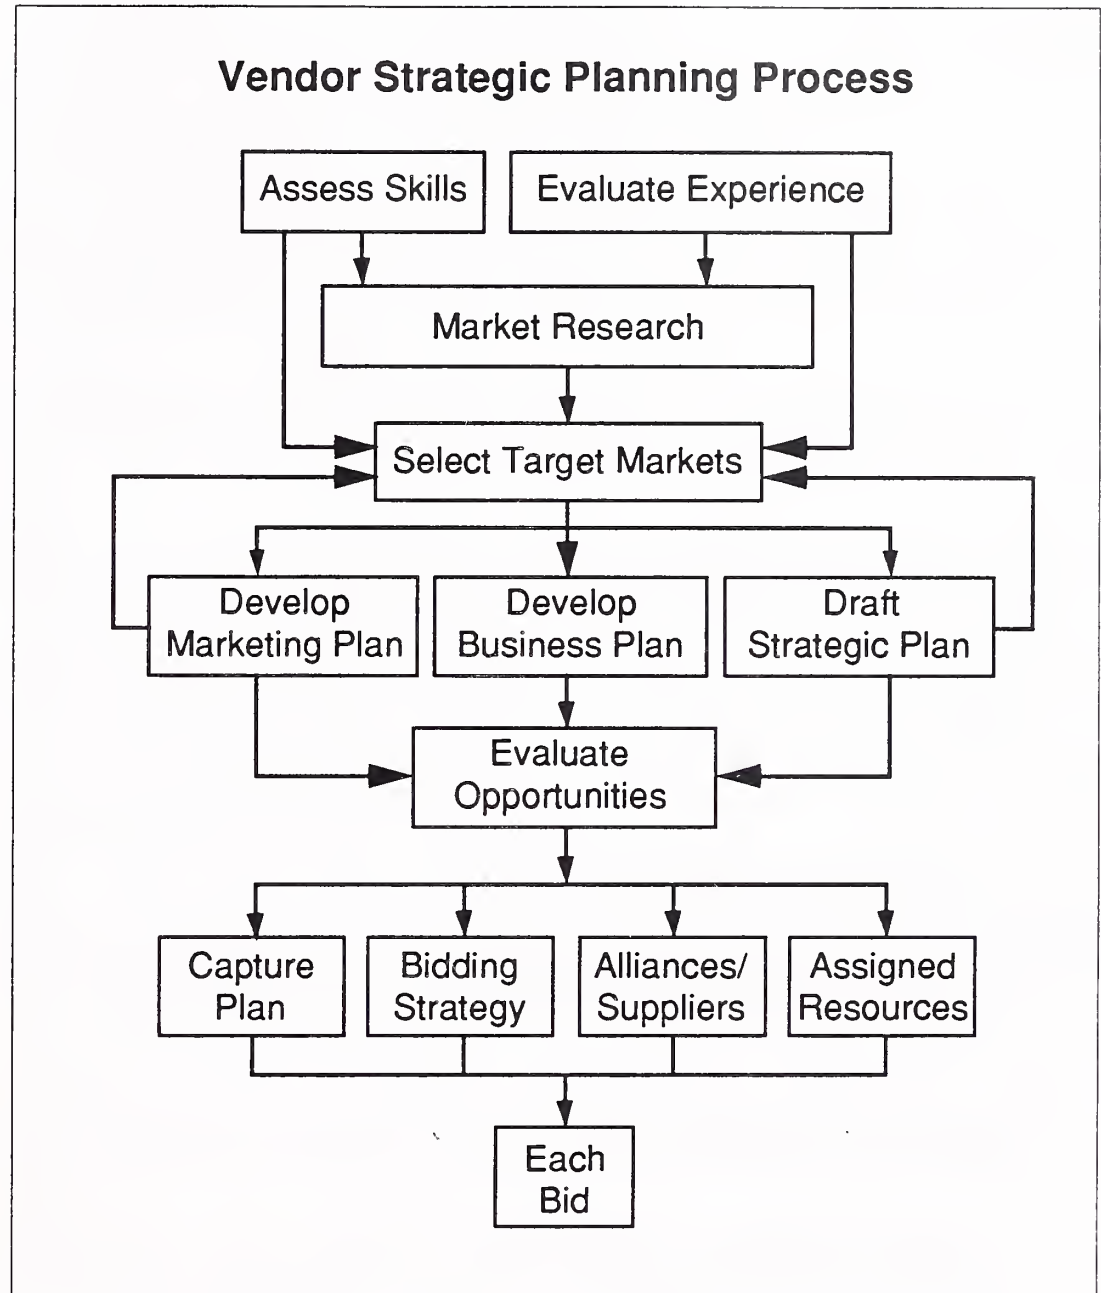 Vendor Strategic Planning Process
Assess Skills
Evaluate Experience
Market Research
Select Target Markets
Develop
Marketing Plan
Develop
Business Plan
Draft
Strategic Plan
Evaluate
Opportunities
Capture
Plan
Bidding
Strategy
Alliances/
Suppliers
Assigned
Resources
Each
Bid